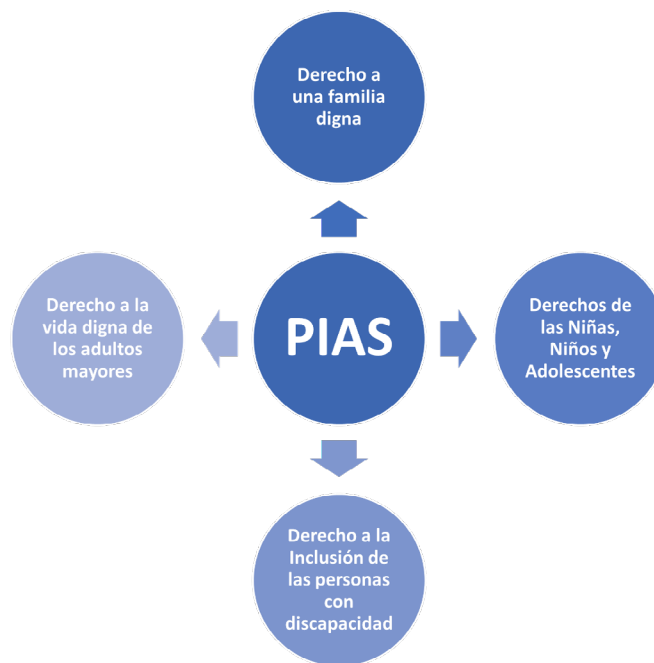 Derecho a
una familia
digna
Derecho a la
vida digna de
los adultos
mayores
PIAS
Derechos de
las Niñas,
Niños y
Adolescentes
Derecho a la
Inclusión de
las personas
con
discapacidad